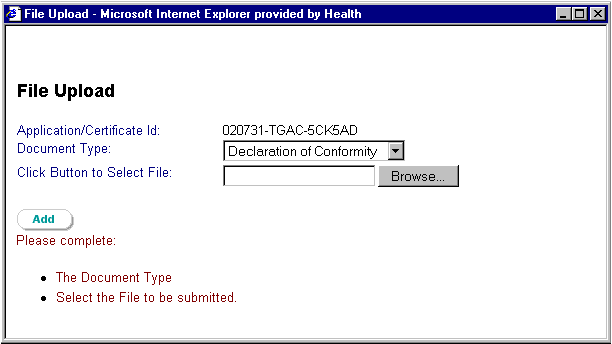 File Upload - Microsoft Internet Explorer provided by Health
File Upload
Application/Certificate Id: 020731-TGAC-5CK5AD
Document Type: Declaration of Conformity
Click Button to Select File: Browse...
Add
Please complete:
The Document Type
Select the File to be submitted.